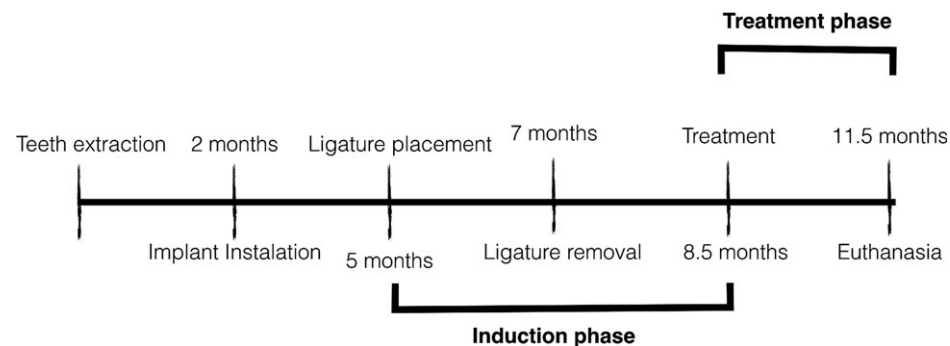 Treatment phase
Teeth extraction 2 months Ligature placement 7 months Treatment 11.5 months
Implant Instalation 5 months Ligature removal 8.5 months Euthanasia
Induction phase